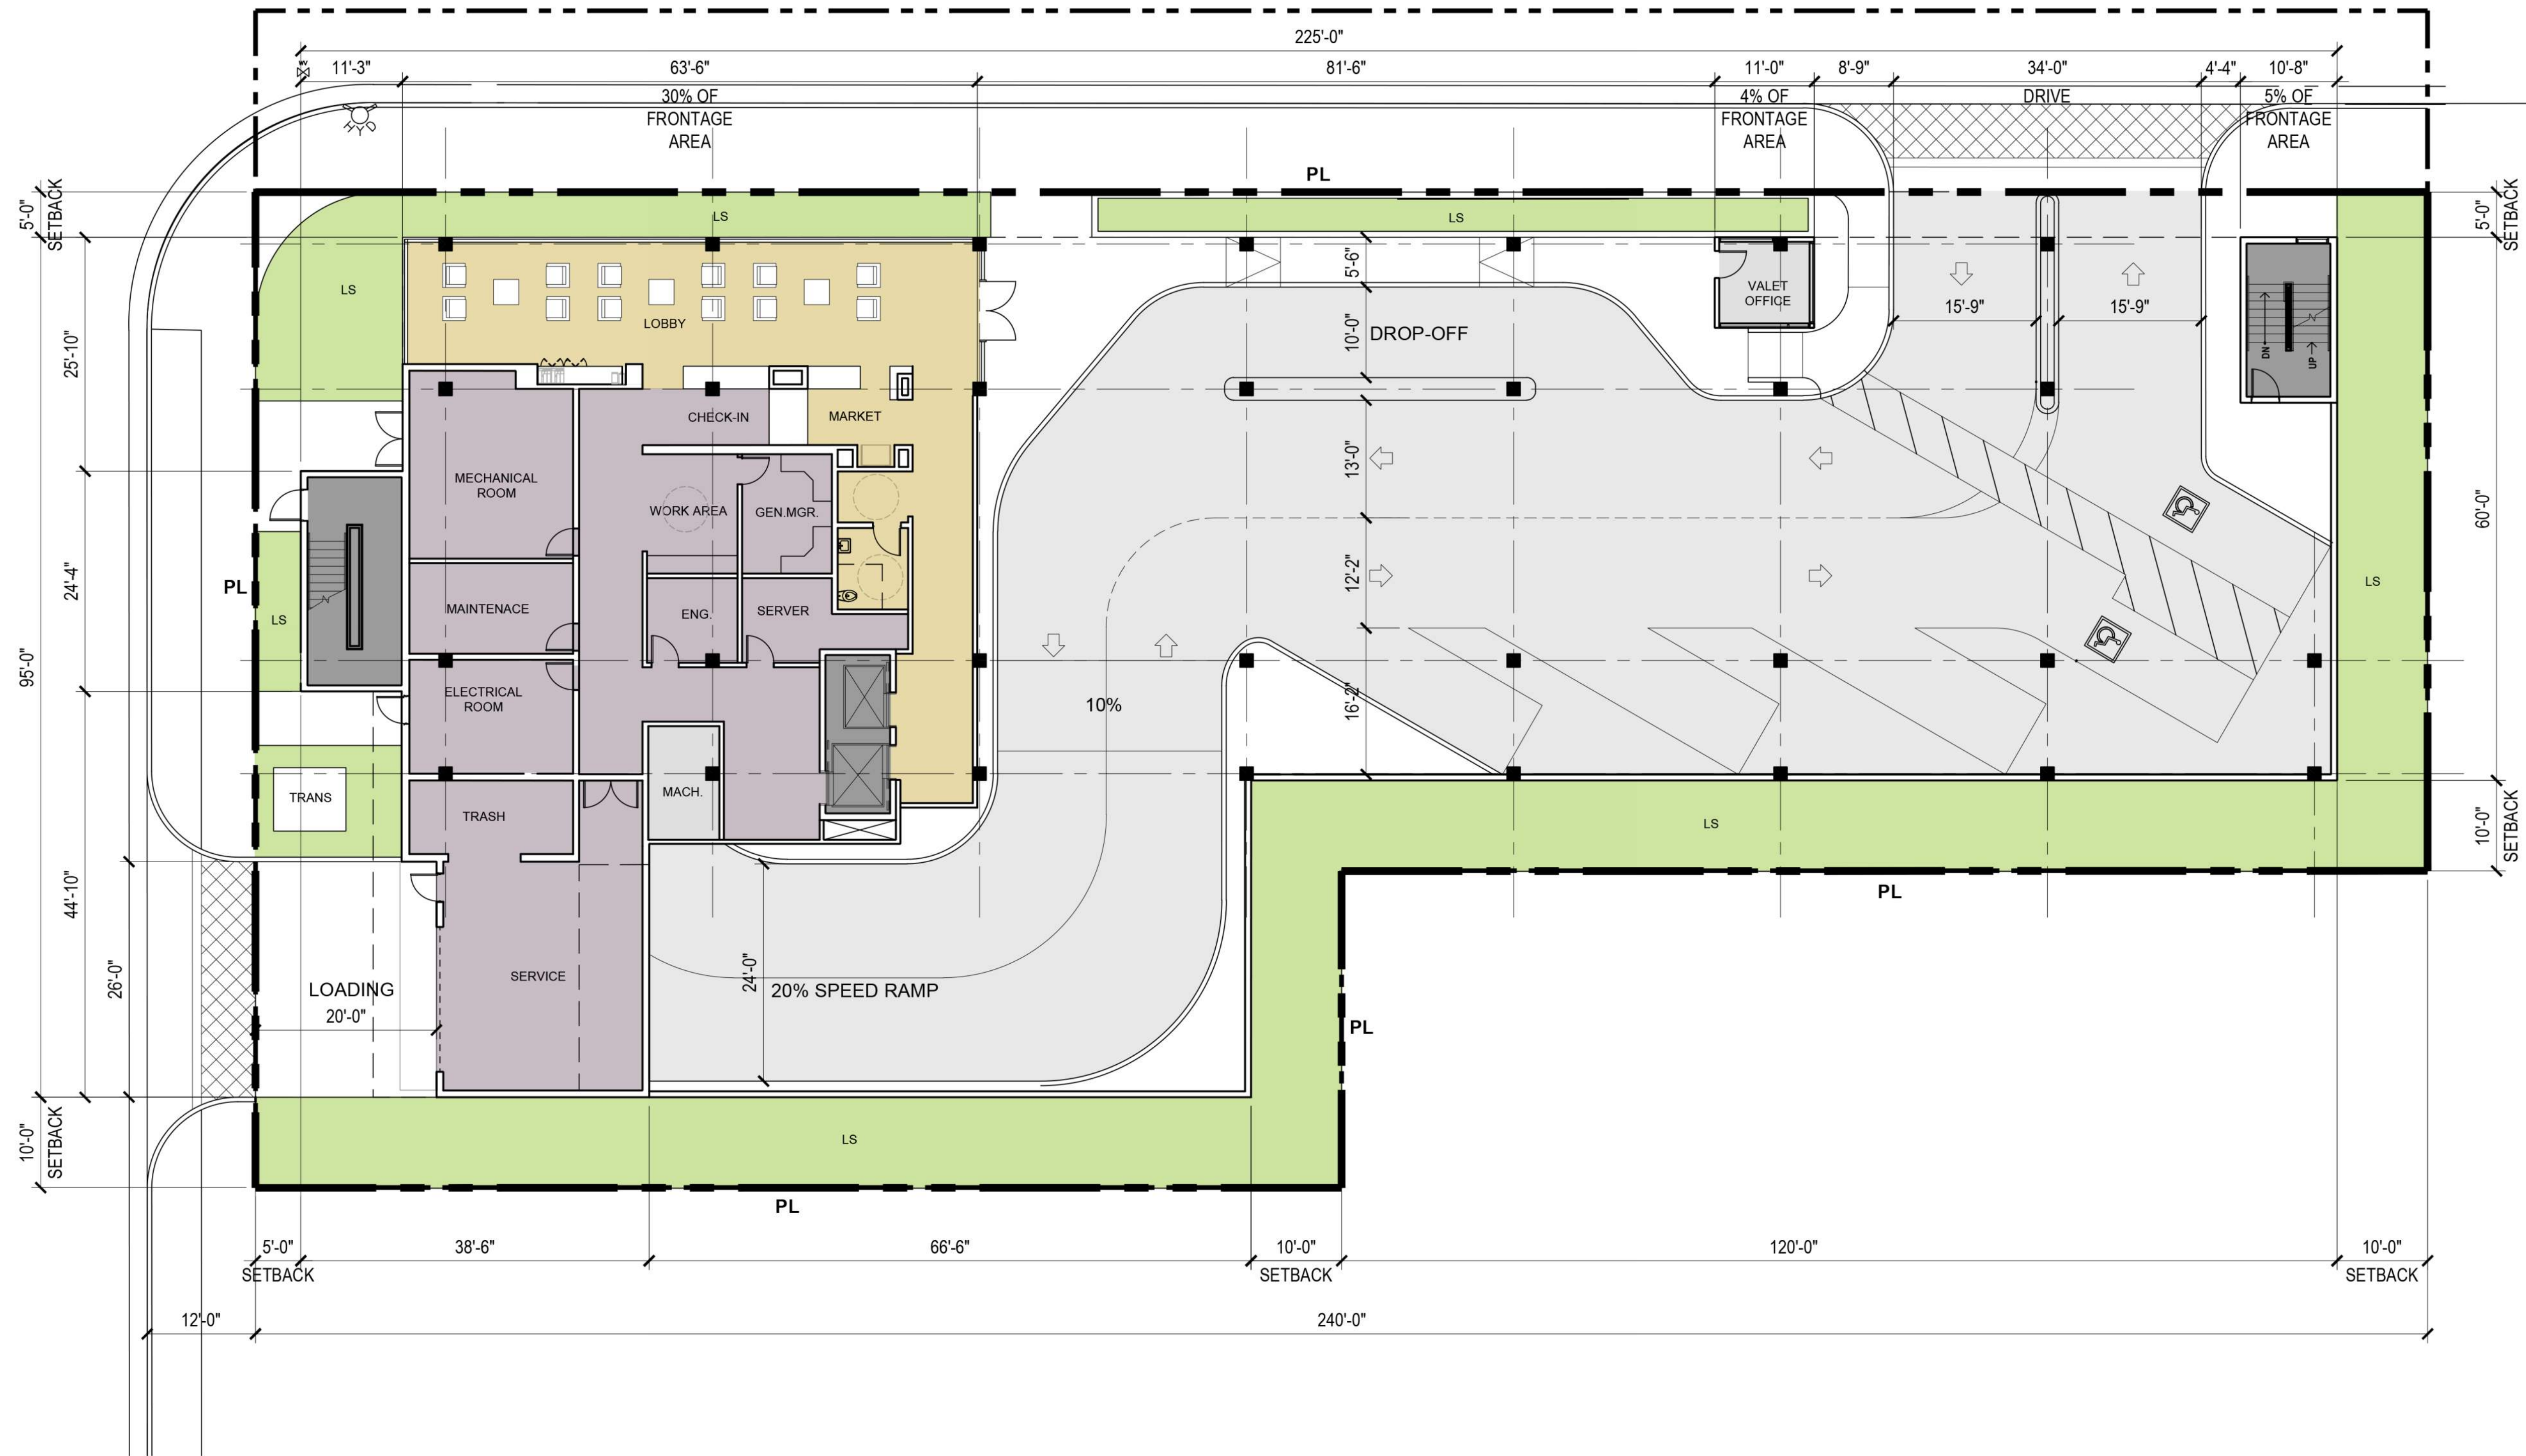 225'-0"
11'-3"
63'-6"
81'-6"
11'-0"
8'-9"
34'-0"
4'-4"
10'-8"
30% OF
FRONTAGE
AREA
4% OF
FRONTAGE
AREA
DRIVE
5% OF
FRONTAGE
AREA
HYD
PL
5'-0"
SETBACK
LS
LS
5'-0"
SETBACK
LS
LOBBY
5'-6"
VALET
OFFICE
15'-9"
15'-9"
DN
UP
25'-10"
10'-0"
DROP-OFF
CHECK-IN
MARKET
MECHANICAL
ROOM
WORK AREA
GEN.MGR.
13'-0"
60'-0"
PL
24'-4"
LS
MAINTENACE
ENG.
SERVER
12'-2"
LS
95'-0"
ELECTRICAL
ROOM
10%
16'-2"
TRANS
TRASH
MACH.
LS
10'-0"
SETBACK
44'-10"
PL
26'-0"
LOADING
20'-0"
SERVICE
24'-0"
20% SPEED RAMP
PL
10'-0"
SETBACK
LS
PL
5'-0"
SETBACK
38'-6"
66'-6"
10'-0"
SETBACK
120'-0"
10'-0"
SETBACK
12'-0"
240'-0"